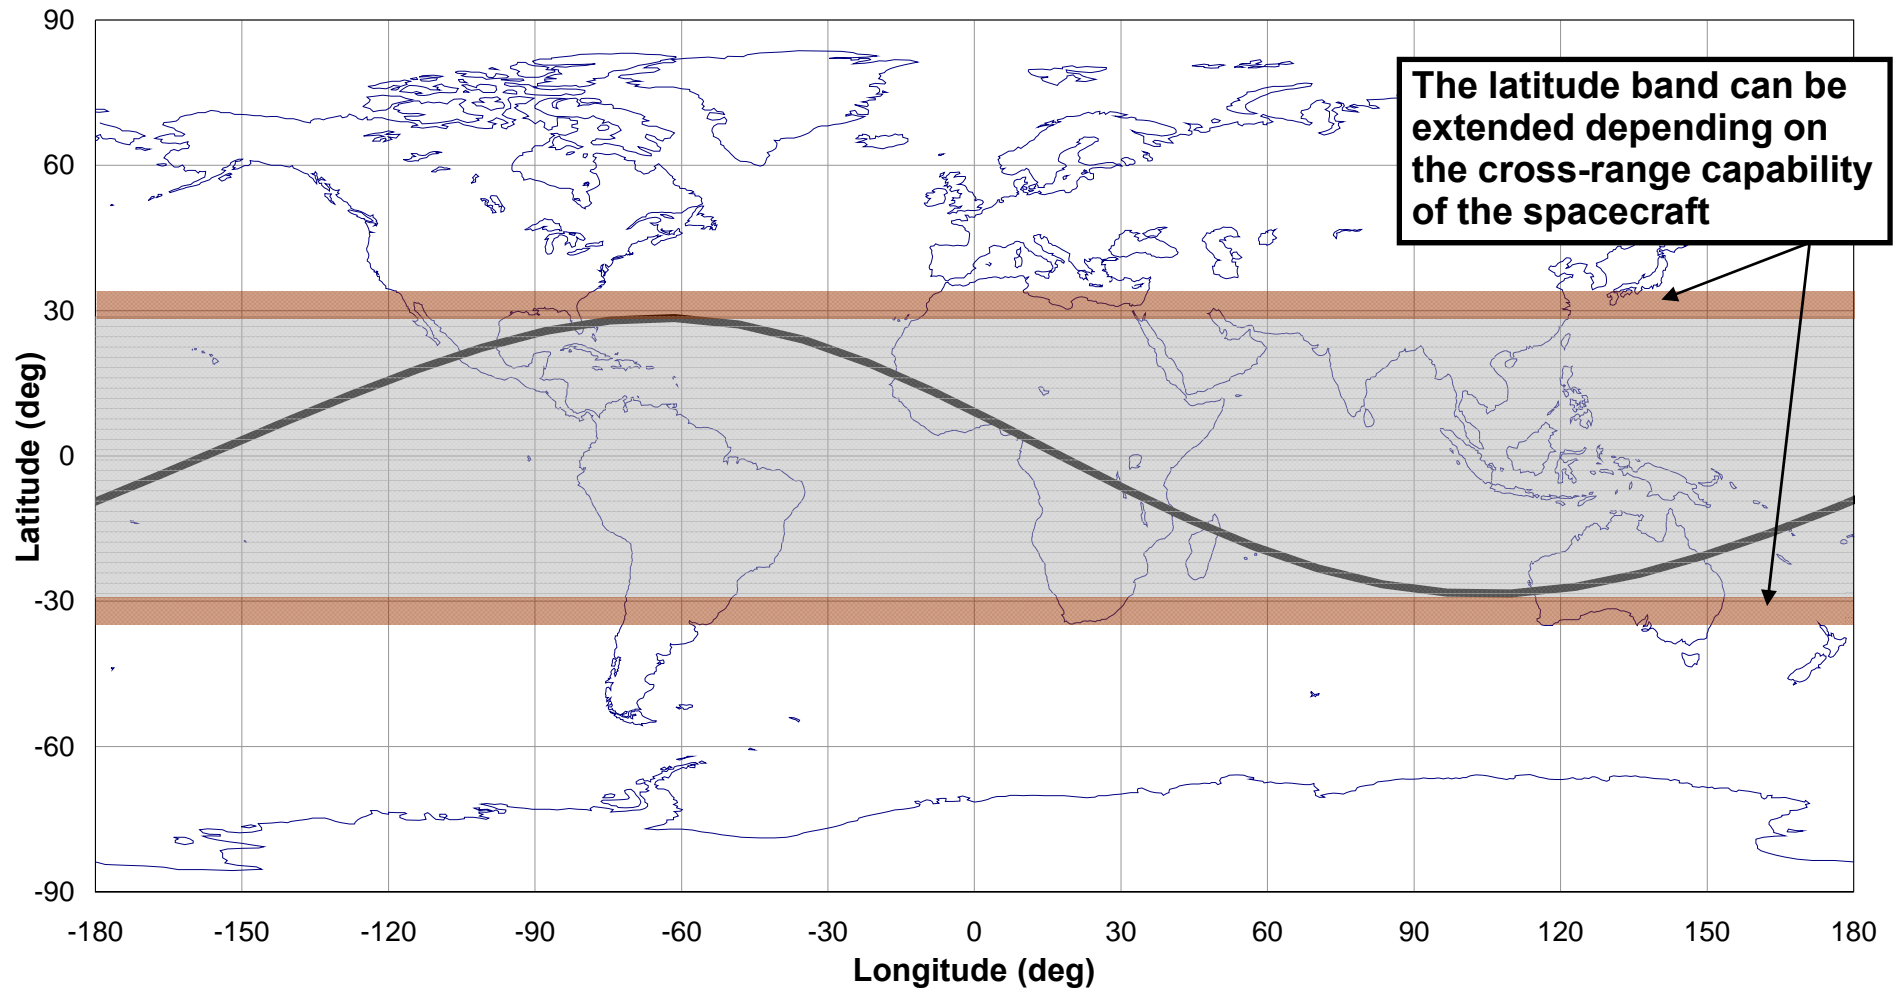 90
60
30
0
-30
-60
-90
Latitude (deg)
The latitude band can be
extended depending on
the cross-range capability
of the spacecraft
-180 -150 -120 -90 -60 -30 0 30 60 90 120 150 180
Longitude (deg)